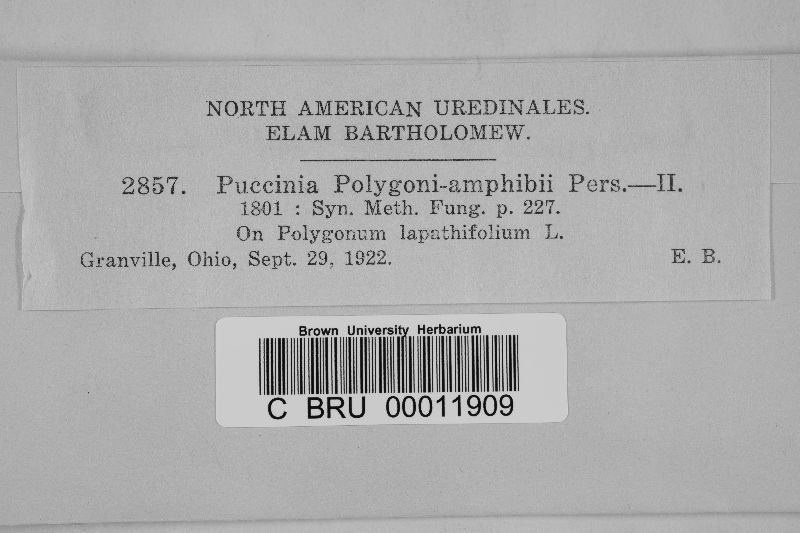 NORTH AMERICAN UREDINALES.
ELAM BARTHOLOMEW.
2857. Puccinia Polygoni-amphibii Pers.—II.
1801 : Syn. Meth. Fung. p. 227.
On Polygonum lapathifolium L.
Granville, Ohio, Sept. 29, 1922. E. B.
Brown University Herbarium
C BRU 00011909